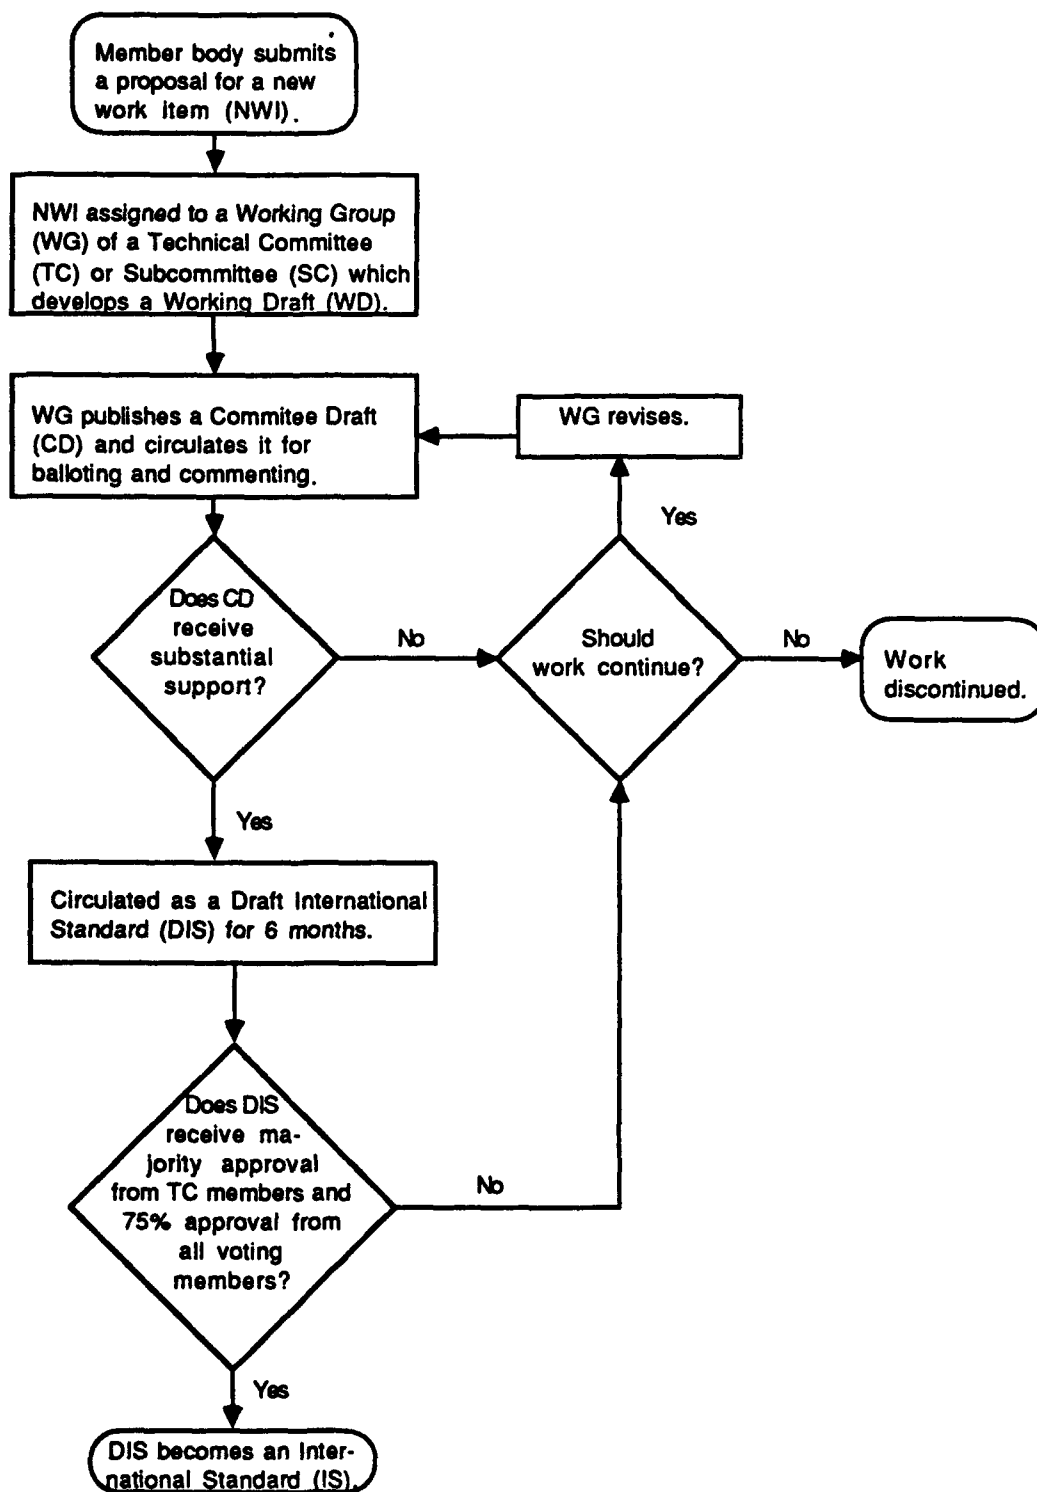 Member body submits
a proposal for a new
work item (NWI).
NWI assigned to a Working Group
(WG) of a Technical Committee
(TC) or Subcommittee (SC) which
develops a Working Draft (WD).
WG publishes a Commitee Draft
(CD) and circulates it for
balloting and commenting.
WG revises.
Yes
Does CD
receive
substantial
support?
No
Should
work continue?
No
Work
discontinued.
Yes
Circulated as a Draft International
Standard (DIS) for 6 months.
Does DIS
receive ma-
jority approval
from TC members and
75% approval from
all voting
members?
No
Yes
DIS becomes an Inter-
national Standard (IS).